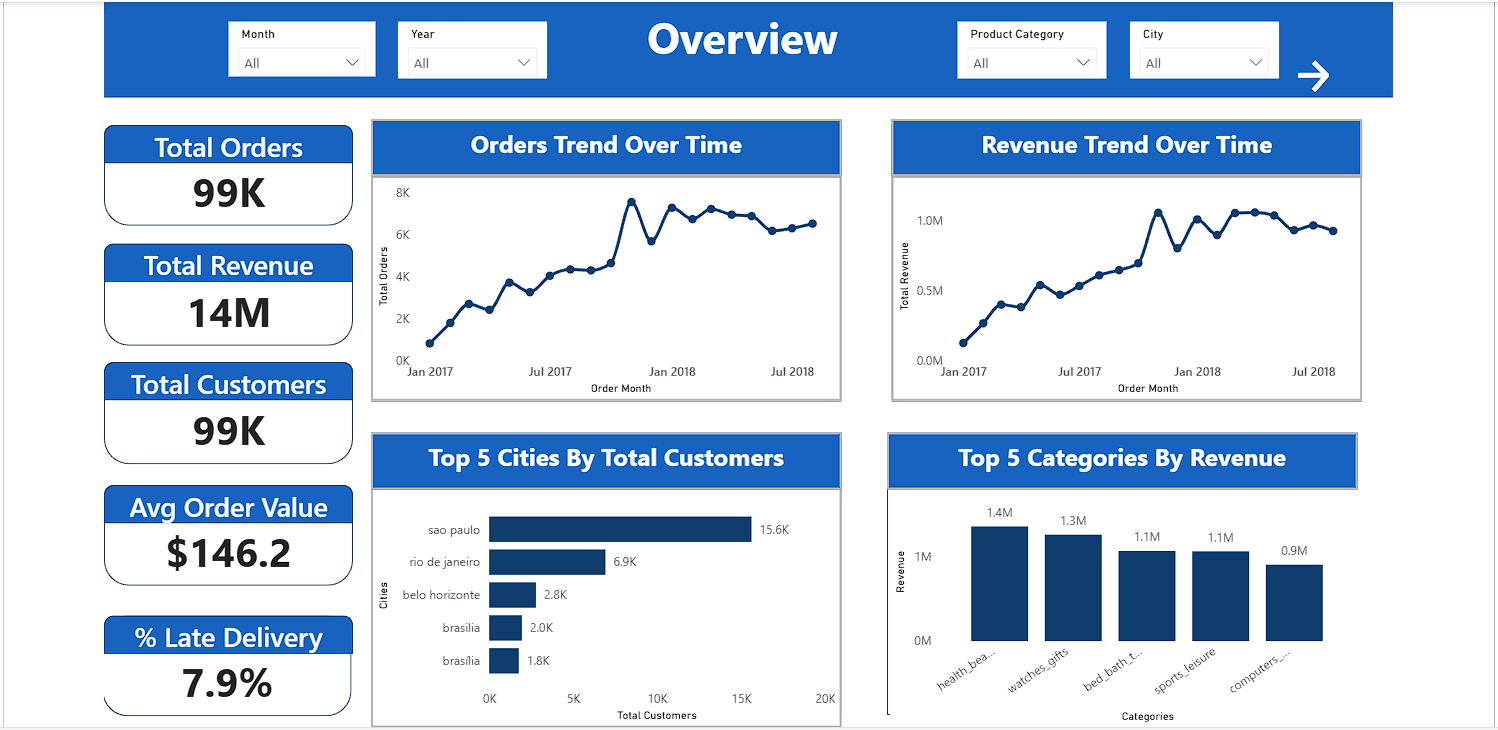 Month
All
Year
All
Overview
Product Category
All
City
All
Total Orders
99K
Total Revenue
14M
Total Customers
99K
Avg Order Value
$146.2
% Late Delivery
7.9%
Orders Trend Over Time
Total Orders
8K
6K
4K
2K
0K
Jan 2017
Jul 2017
Jan 2018
Jul 2018
Order Month
Revenue Trend Over Time
Total Revenue
1.0M
0.5M
0.0M
Jan 2017
Jul 2017
Jan 2018
Jul 2018
Order Month
Top 5 Cities By Total Customers
Cities
sao paulo 15.6K
rio de janeiro 6.9K
belo horizonte 2.8K
brasilia 2.0K
brasília 1.8K
0K 5K 10K 15K 20K
Total Customers
Top 5 Categories By Revenue
Revenue
1M
0M
1.4M
1.3M
1.1M
1.1M
0.9M
health_bea...
watches_gifts
bed_bath_t...
sports_leisure
computers_...
Categories